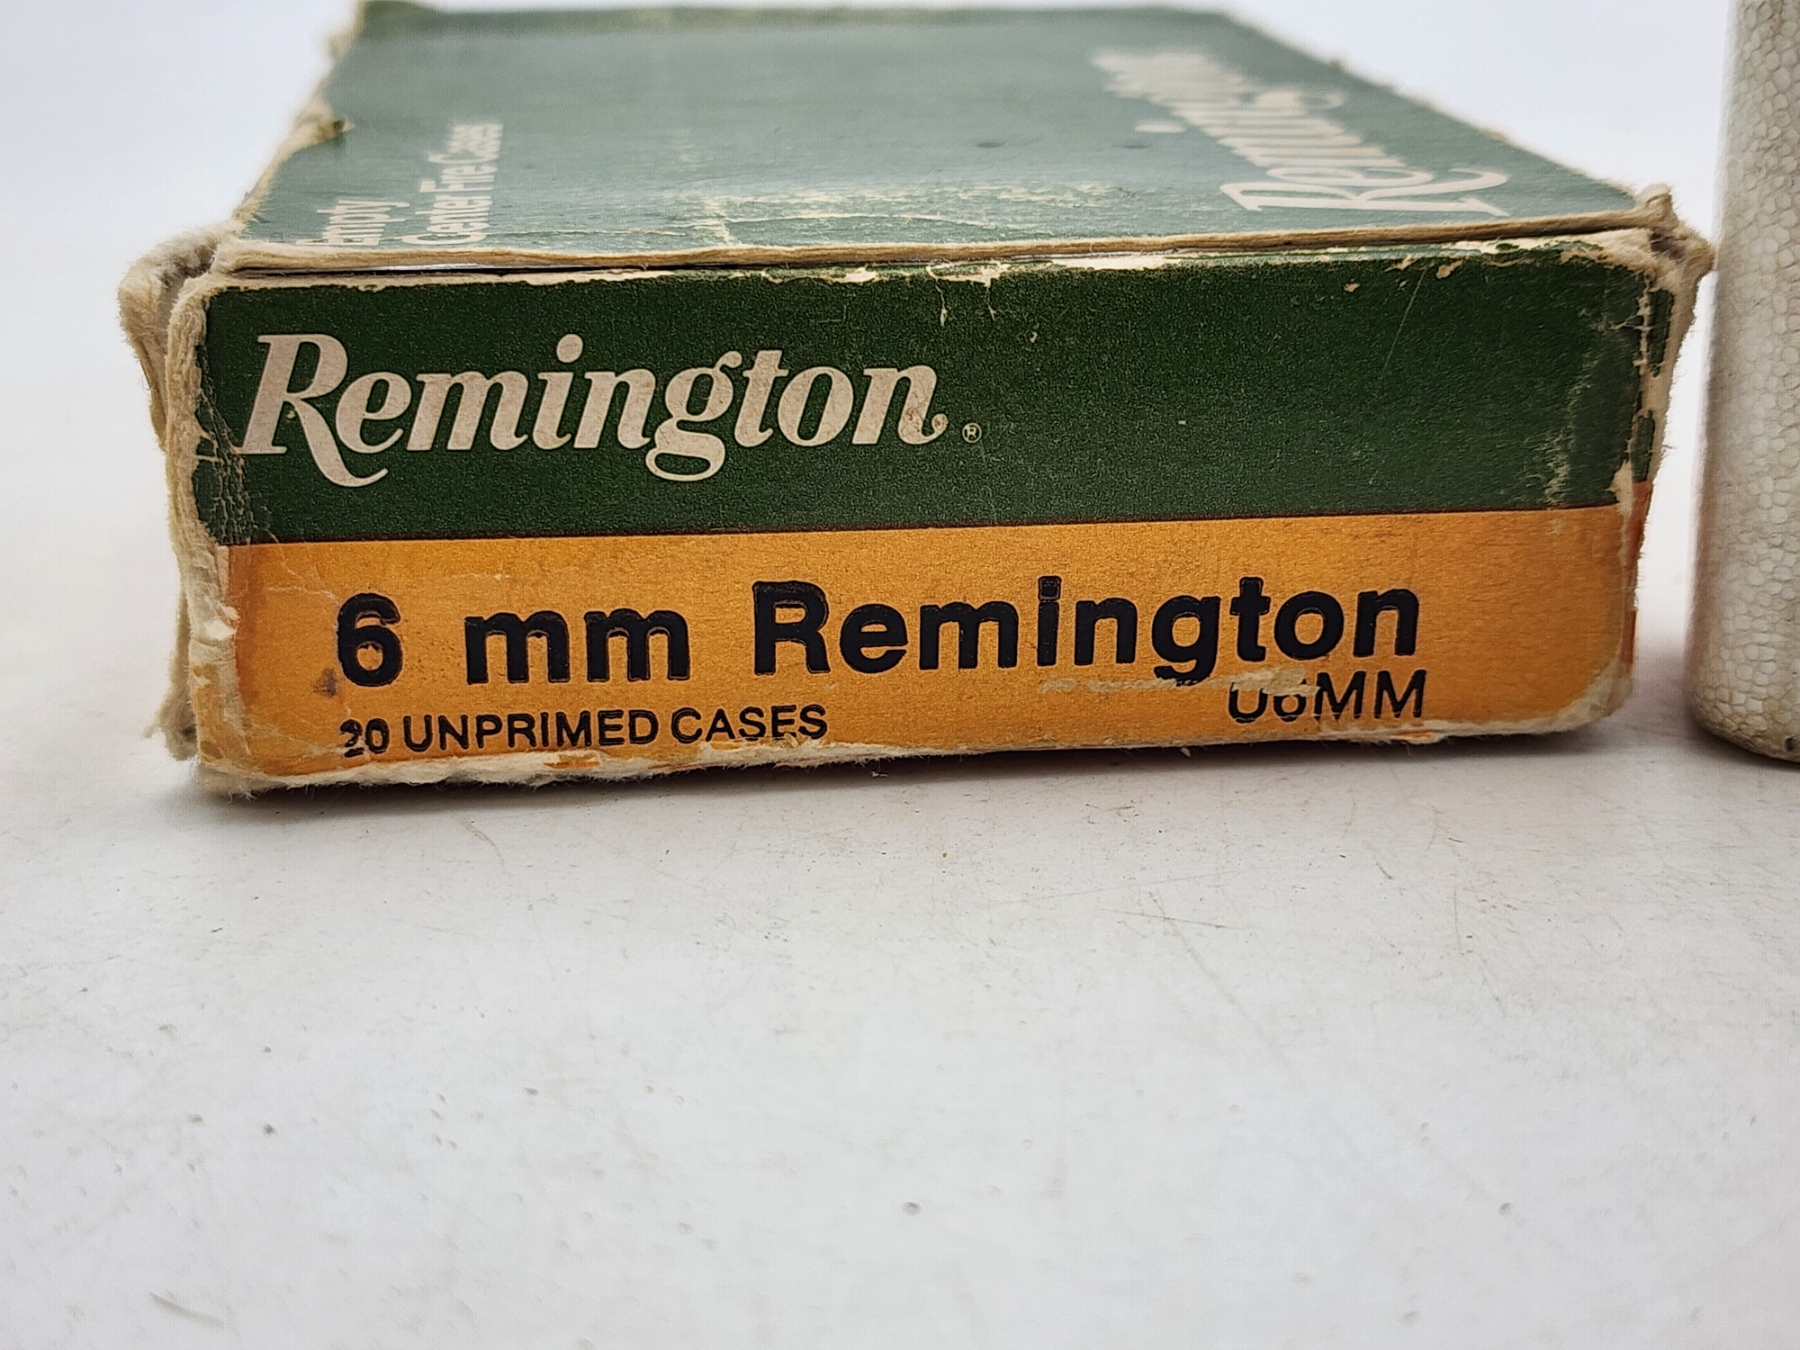 Empty
Center Fire Cases
Remington
Remington®
6 mm Remington
20 UNPRIMED CASES
U6MM